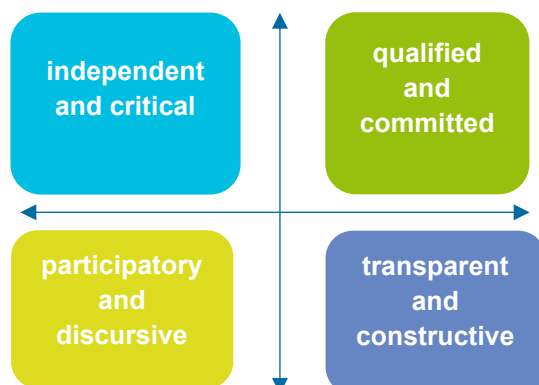 independent
and critical
qualified
and
committed
participatory
and
discursive
transparent
and
constructive